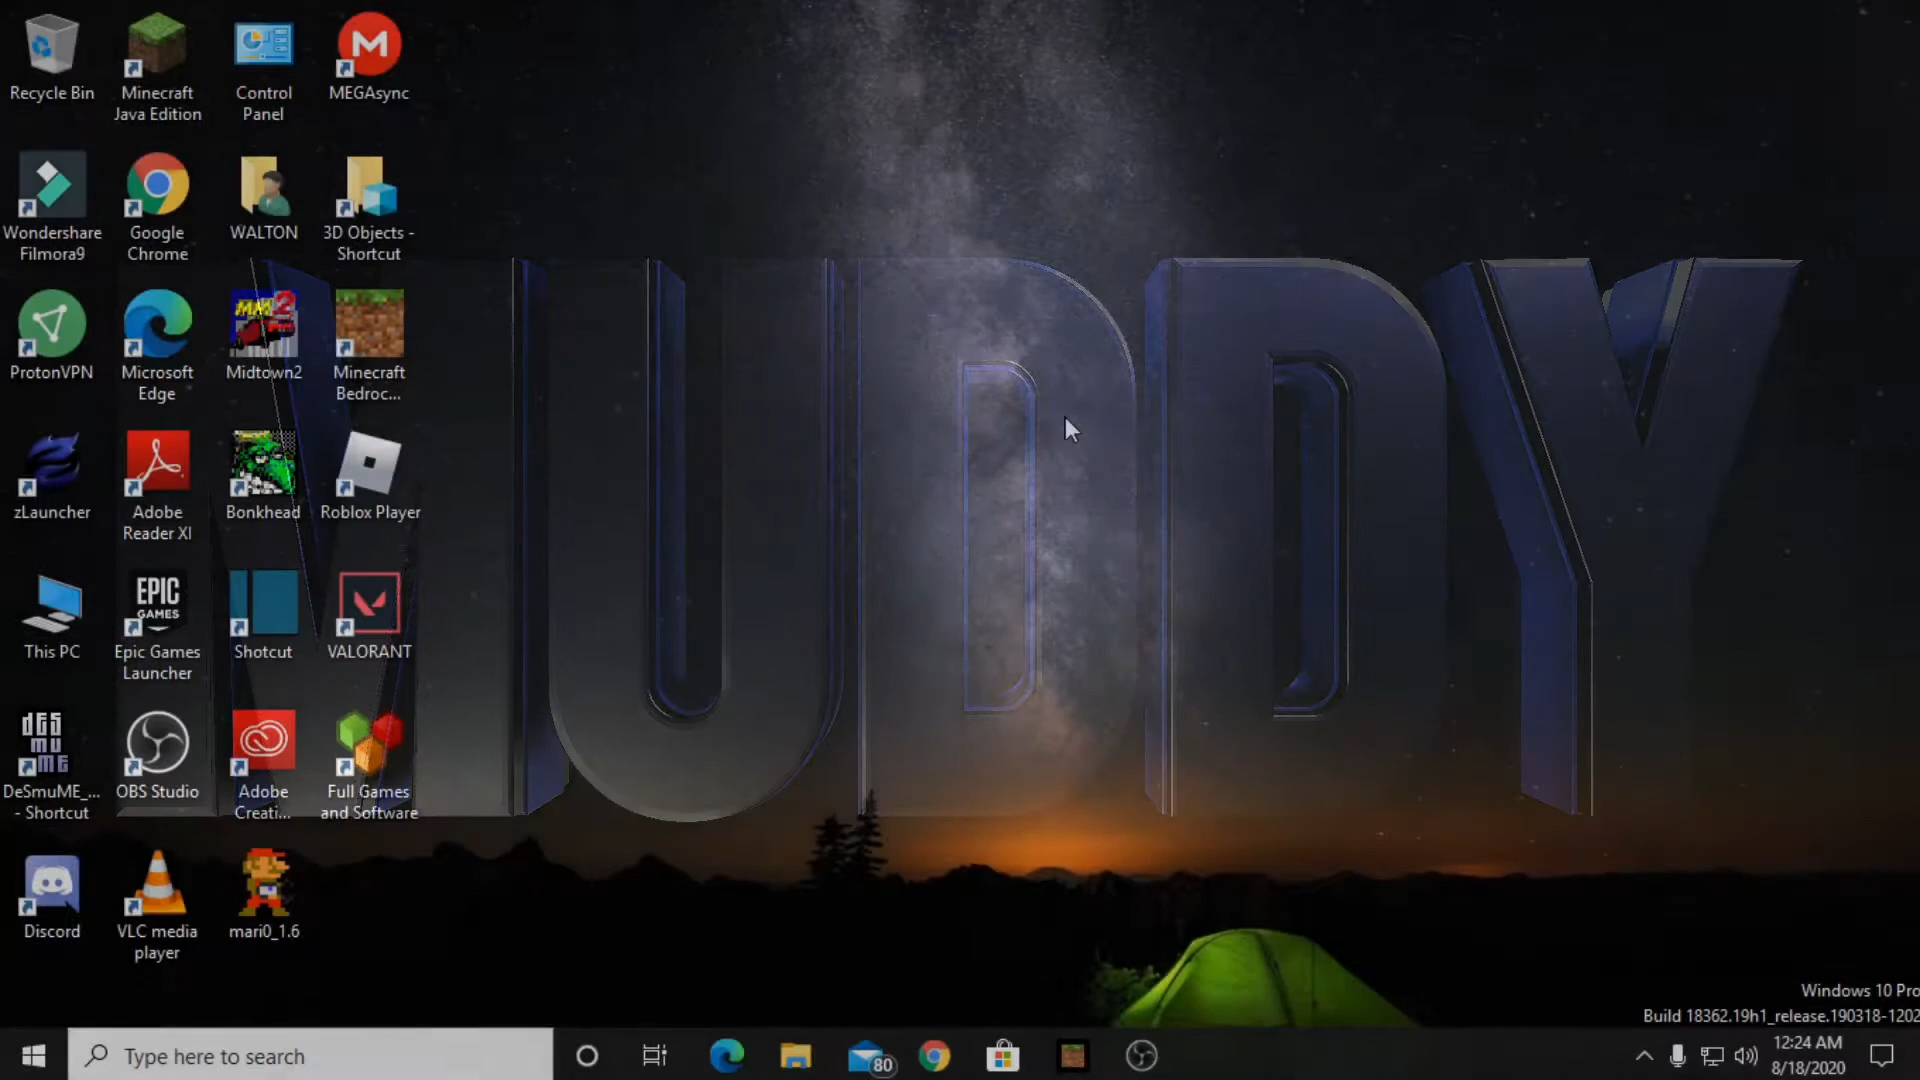 Recycle Bin
Minecraft
Java Edition
Control
Panel
MEGAsync
Wondershare
Filmora9
Google
Chrome
WALTON
3D Objects -
Shortcut
ProtonVPN
Microsoft
Edge
Midtown2
Minecraft
Bedroc...
zLauncher
Adobe
Reader XI
Bonkhead
Roblox Player
This PC
EPIC
GAMES
Epic Games
Launcher
Shotcut
VALORANT
DeSmuME_...
- Shortcut
OBS Studio
Adobe
Creati...
Full Games
and Software
Discord
VLC media
player
mari0_1.6
MUDDY
Windows 10 Pro
Build 18362.19h1_release.190318-1202
Type here to search
80
12:24 AM
8/18/2020